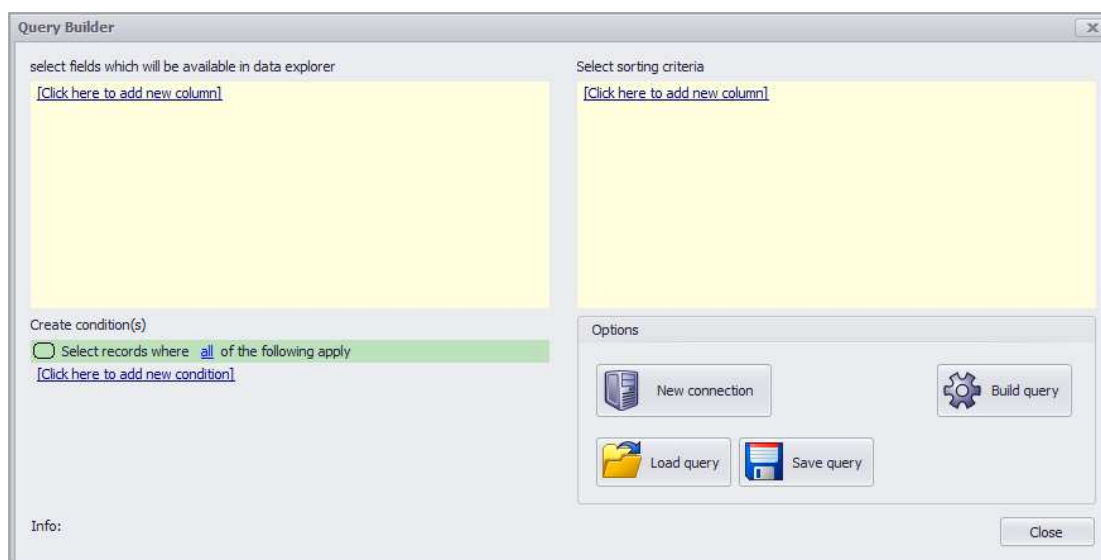 Query Builder
select fields which will be available in data explorer
[Click here to add new column]
Select sorting criteria
[Click here to add new column]
Create condition(s)
Select records where all of the following apply
[Click here to add new condition]
Options
New connection
Build query
Load query
Save query
Info:
Close